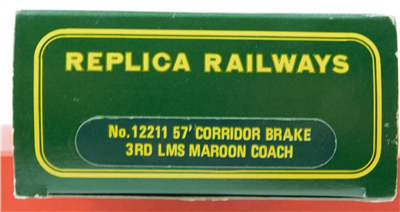 REPLICA RAILWAYS
No.12211 57' CORRIDOR BRAKE
3RD LMS MAROON COACH